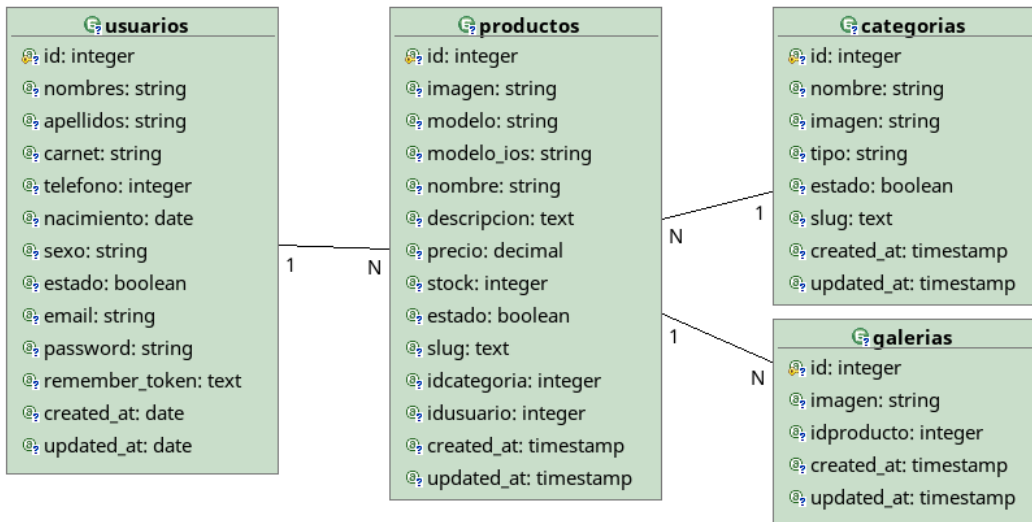 usuarios
id: integer
nombres: string
apellidos: string
carnet: string
telefono: integer
nacimiento: date
sexo: string
estado: boolean
email: string
password: string
remember_token: text
created_at: date
updated_at: date
1
N
productos
id: integer
imagen: string
modelo: string
modelo_ios: string
nombre: string
descripcion: text
precio: decimal
stock: integer
estado: boolean
slug: text
idcategoria: integer
idusuario: integer
created_at: timestamp
updated_at: timestamp
N
1
1
N
categorias
id: integer
nombre: string
imagen: string
tipo: string
estado: boolean
slug: text
created_at: timestamp
updated_at: timestamp
galerias
id: integer
imagen: string
idproducto: integer
created_at: timestamp
updated_at: timestamp